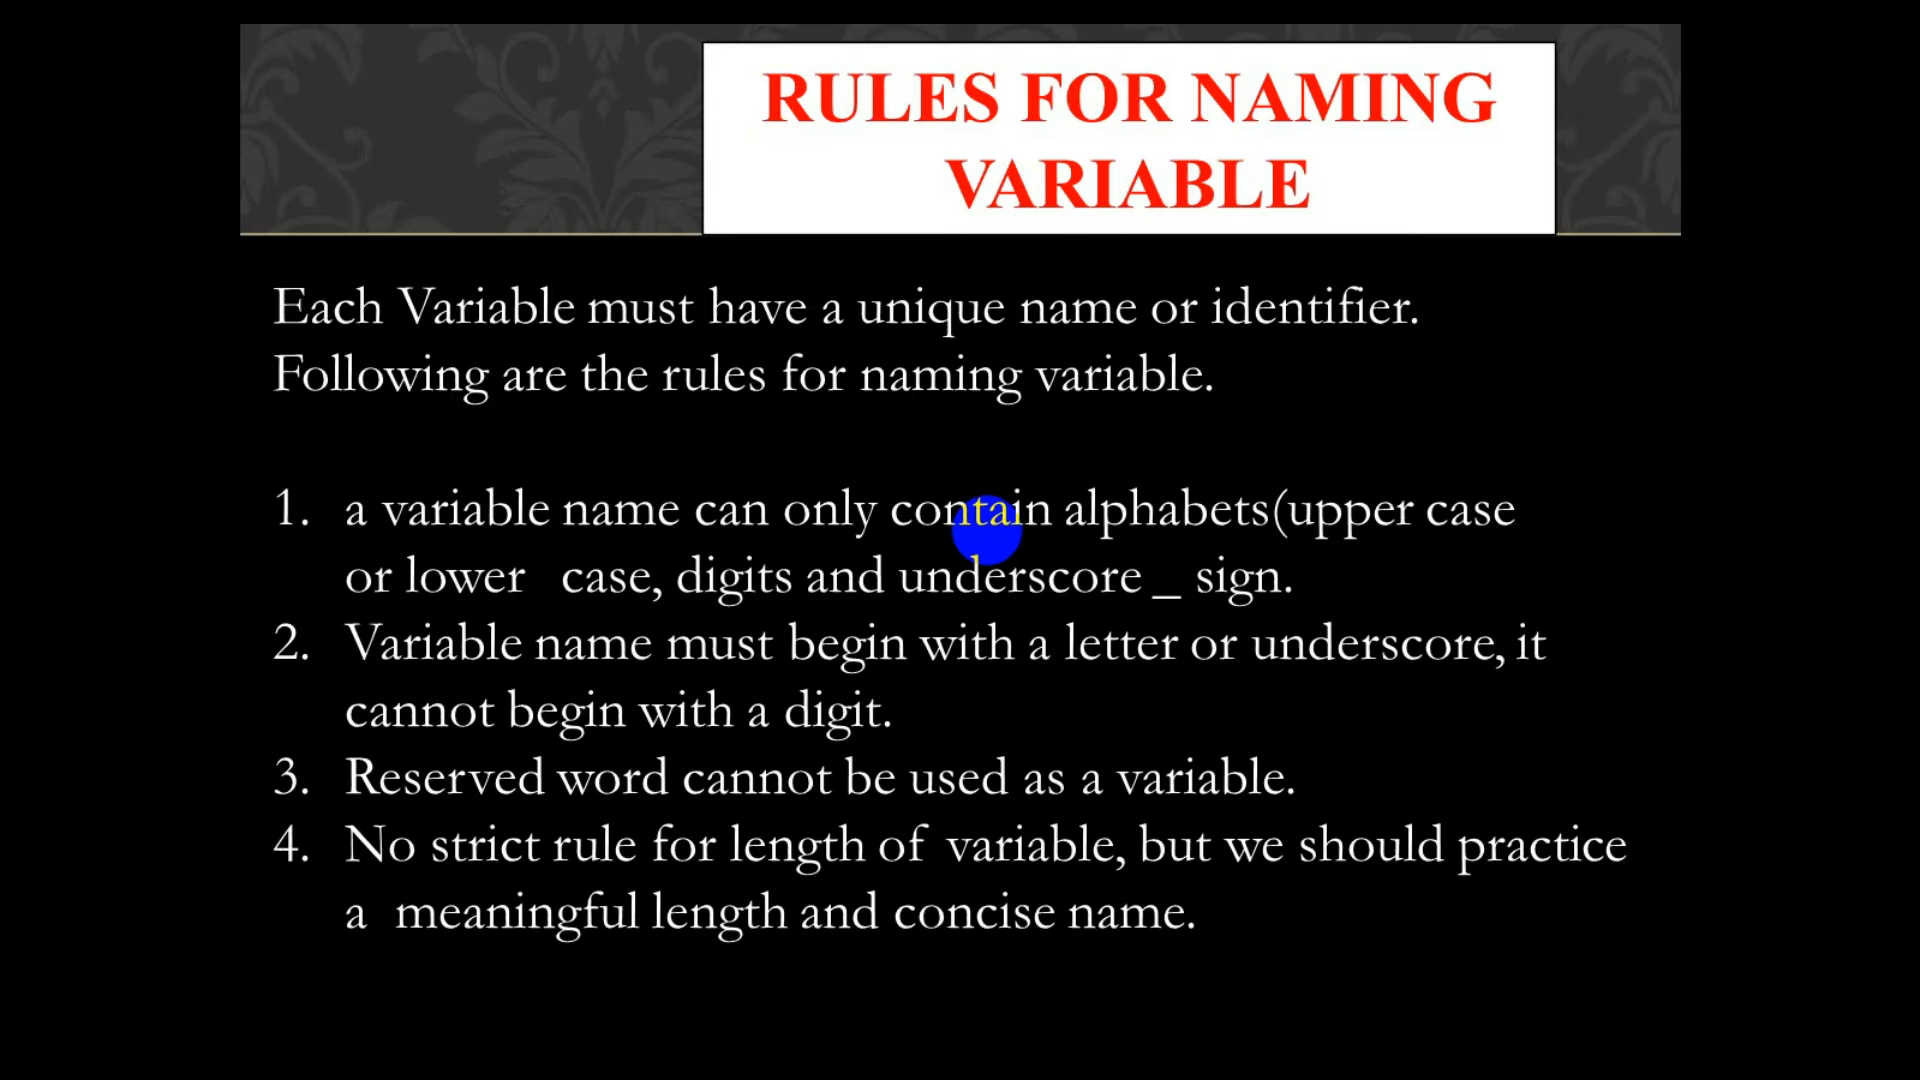 RULES FOR NAMING
VARIABLE
Each Variable must have a unique name or identifier.
Following are the rules for naming variable.
1. a variable name can only contain alphabets(upper case
or lower case, digits and underscore _ sign.
2. Variable name must begin with a letter or underscore, it
cannot begin with a digit.
3. Reserved word cannot be used as a variable.
4. No strict rule for length of variable, but we should practice
a meaningful length and concise name.